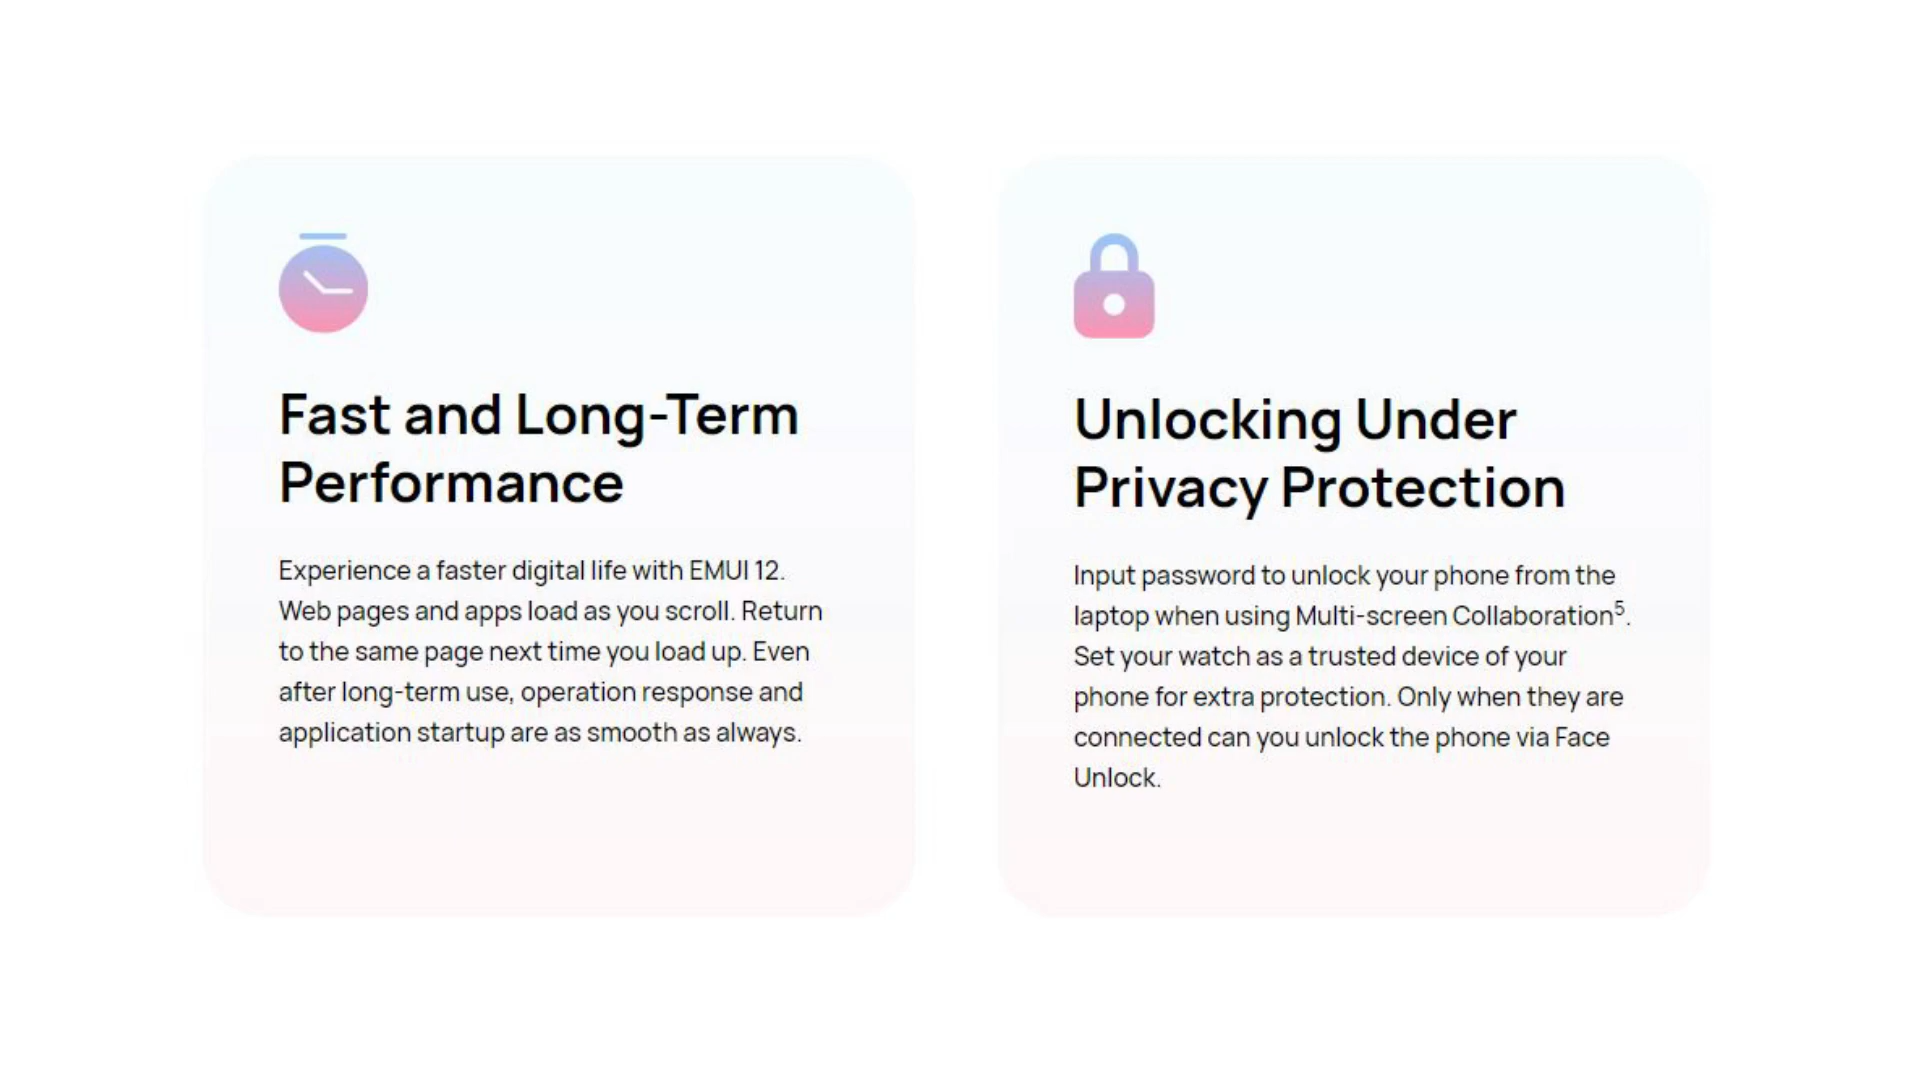 Fast and Long-Term
Performance
Experience a faster digital life with EMUI 12.
Web pages and apps load as you scroll. Return
to the same page next time you load up. Even
after long-term use, operation response and
application startup are as smooth as always.
Unlocking Under
Privacy Protection
Input password to unlock your phone from the
laptop when using Multi-screen Collaboration⁵.
Set your watch as a trusted device of your
phone for extra protection. Only when they are
connected can you unlock the phone via Face
Unlock.